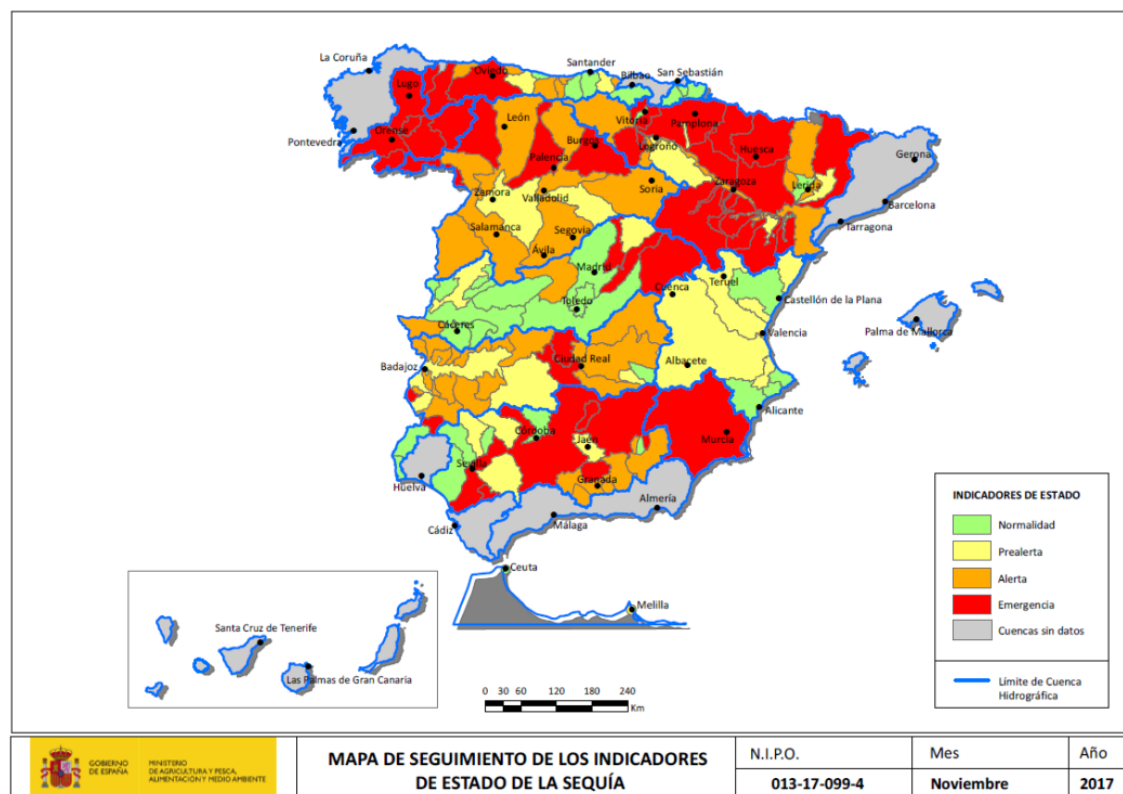 La Coruña
Lugo
Oviedo
Santander
Bilbao
San Sebastián
Pontevedra
Orense
León
Burgos
Palencia
Vitoria
Pamplona
Logroño
Huesca
Gerona
Zamora
Valladolid
Soria
Zaragoza
Lerida
Barcelona
Tarragona
Salamanca
Segovia
Ávila
Madrid
Teruel
Cuenca
Castellón de la Plana
Toledo
Cáceres
Valencia
Palma de Mallorca
Badajoz
Ciudad Real
Albacete
Alicante
Córdoba
Jaén
Murcia
Sevilla
Huelva
Granada
Almería
Cádiz
Málaga
Ceuta
Melilla
Santa Cruz de Tenerife
Las Palmas de Gran Canaria
0 30 60 120 180 240
Km
INDICADORES DE ESTADO
Normalidad
Prealerta
Alerta
Emergencia
Cuencas sin datos
Límite de Cuenca
Hidrográfica
GOBIERNO
DE ESPAÑA
MINISTERIO
DE AGRICULTURA Y PESCA,
ALIMENTACIÓN Y MEDIO AMBIENTE
MAPA DE SEGUIMIENTO DE LOS INDICADORES
DE ESTADO DE LA SEQUÍA
N.I.P.O.
013-17-099-4
Mes
Noviembre
Año
2017